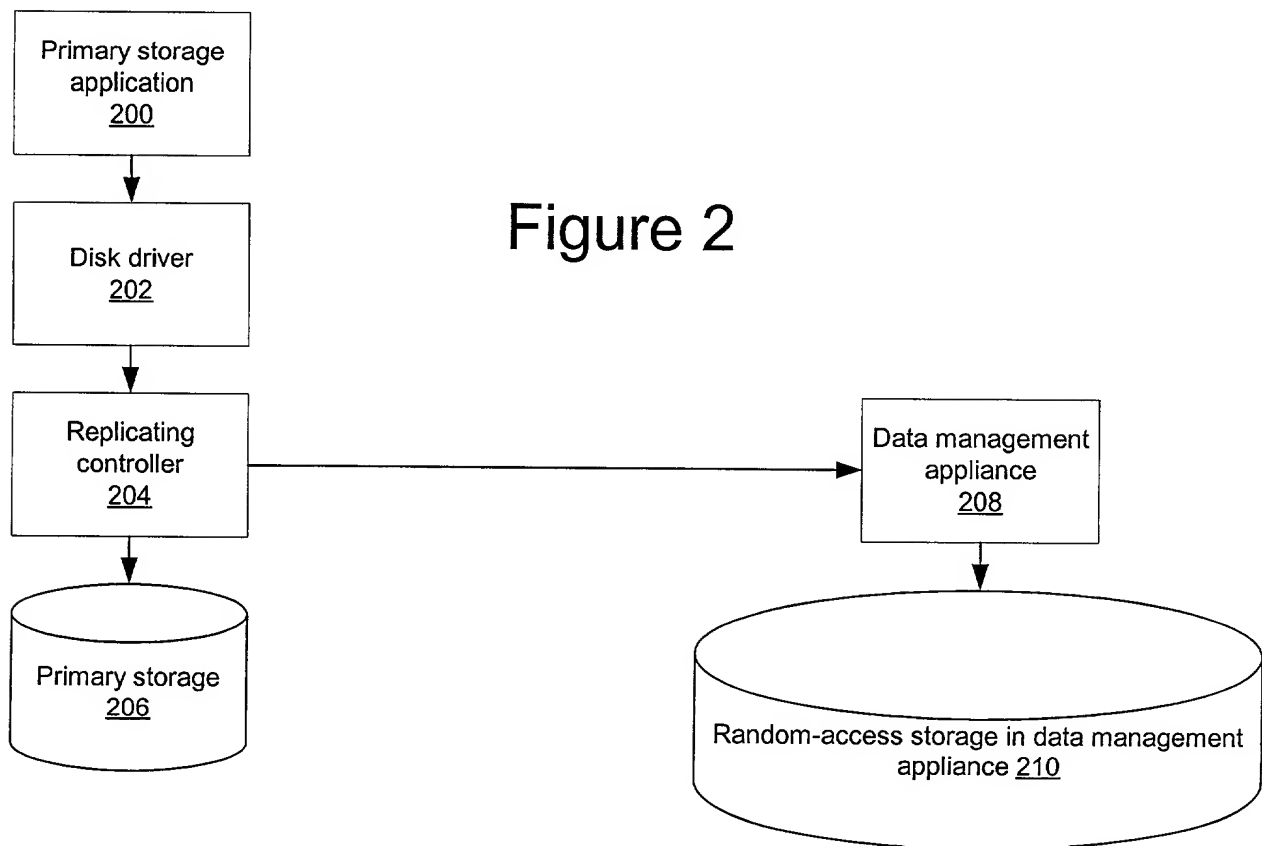 Primary storage
application
200
Figure 2
Disk driver
202
Replicating
controller
204
Data management
appliance
208
Primary storage
206
Random-access storage in data management
appliance 210